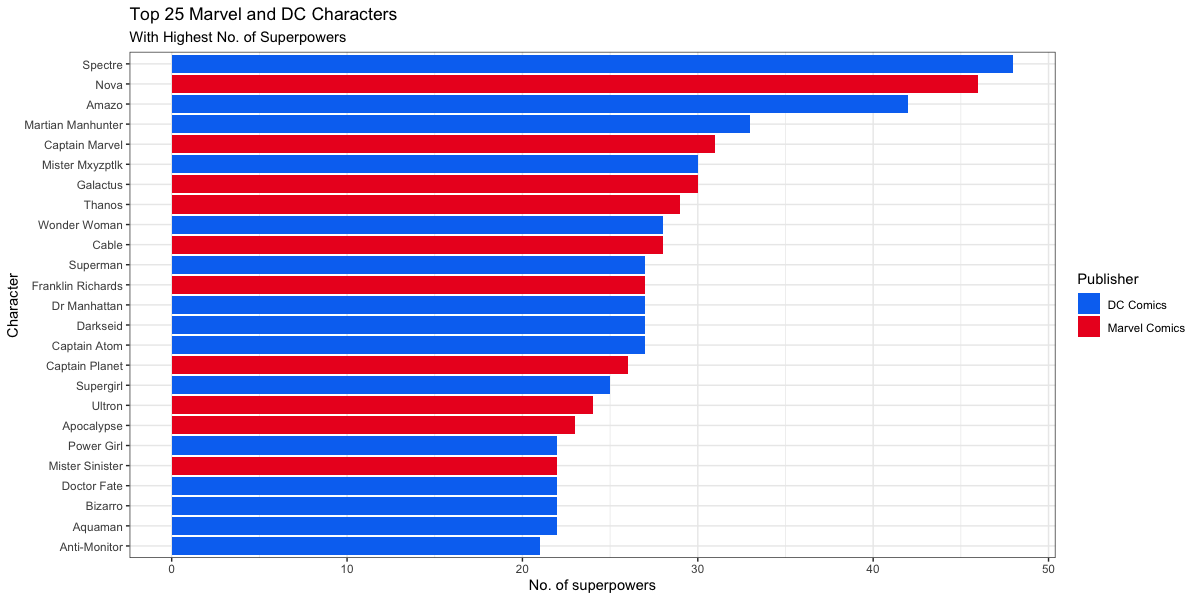 Top 25 Marvel and DC Characters
With Highest No. of Superpowers
Character
Spectre
Nova
Amazo
Martian Manhunter
Captain Marvel
Mister Mxyzptlk
Galactus
Thanos
Wonder Woman
Cable
Superman
Franklin Richards
Dr Manhattan
Darkseid
Captain Atom
Captain Planet
Supergirl
Ultron
Apocalypse
Power Girl
Mister Sinister
Doctor Fate
Bizarro
Aquaman
Anti-Monitor
0 10 20 30 40 50
No. of superpowers
Publisher
DC Comics
Marvel Comics